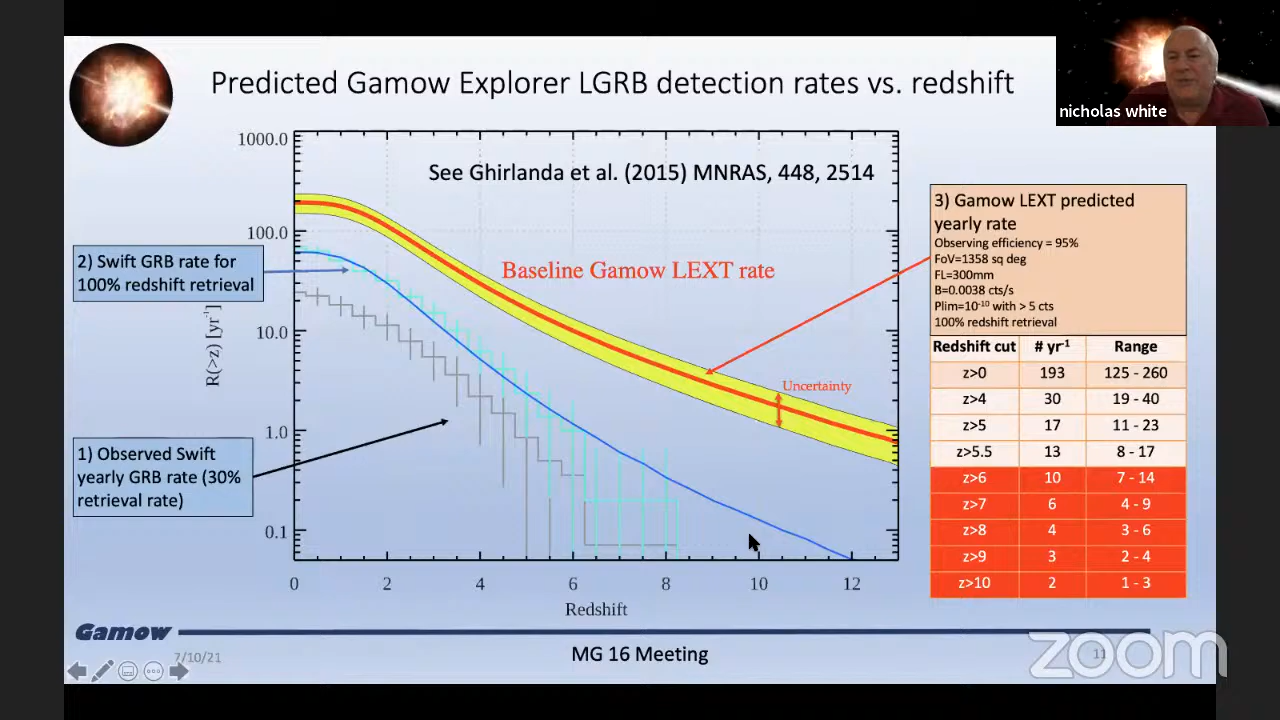 nicholas white
Predicted Gamow Explorer LGRB detection rates vs. redshift
See Ghirlanda et al. (2015) MNRAS, 448, 2514
1000.0
100.0
10.0
1.0
0.1
R(>z) [yr⁻¹]
0 2 4 6 8 10 12
Redshift
2) Swift GRB rate for
100% redshift retrieval
1) Observed Swift
yearly GRB rate (30%
retrieval rate)
Baseline Gamow LEXT rate
Uncertainty
3) Gamow LEXT predicted
yearly rate
Observing efficiency = 95%
FoV=1358 sq deg
FL=300mm
B=0.0038 cts/s
Plim=10⁻¹⁰ with > 5 cts
100% redshift retrieval
Redshift cut # yr⁻¹ Range
z>0 193 125 - 260
z>4 30 19 - 40
z>5 17 11 - 23
z>5.5 13 8 - 17
z>6 10 7 - 14
z>7 6 4 - 9
z>8 4 3 - 6
z>9 3 2 - 4
z>10 2 1 - 3
Gamow
7/10/21
MG 16 Meeting
11
zoom